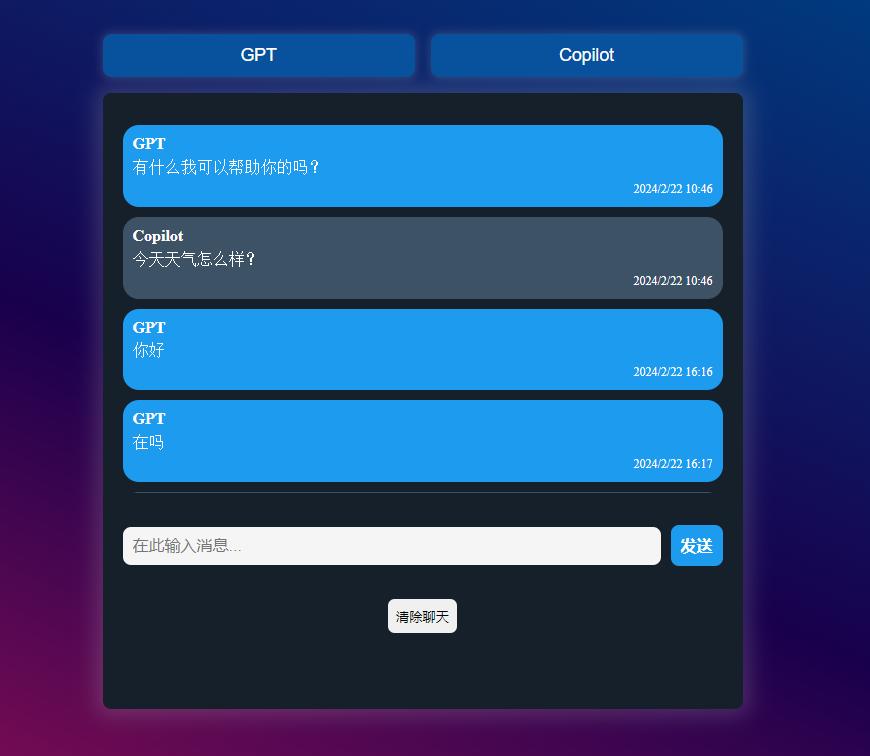 GPT
Copilot
GPT
有什么我可以帮助你的吗?
2024/2/22 10:46
Copilot
今天天气怎么样?
2024/2/22 10:46
GPT
你好
2024/2/22 16:16
GPT
在吗
2024/2/22 16:17
在此输入消息...
发送
清除聊天